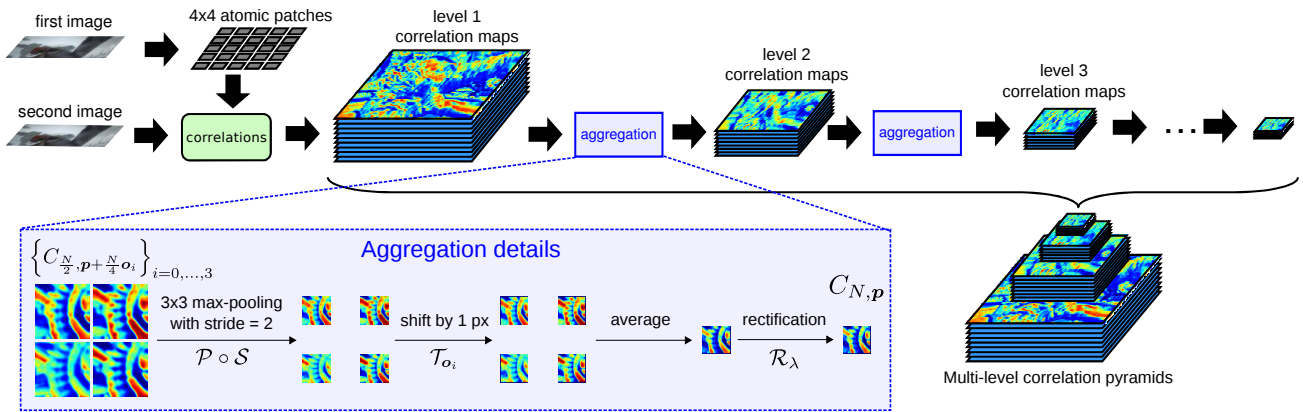 first image
4x4 atomic patches
level 1
correlation maps
level 2
correlation maps
level 3
correlation maps
second image
correlations
aggregation
aggregation
...
Aggregation details
{C_{N/2, p + N/4 o_i}}_{i=0,...,3}
3x3 max-pooling
with stride = 2
P ∘ S
shift by 1 px
T_{o_i}
average
rectification
R_λ
C_{N,p}
Multi-level correlation pyramids